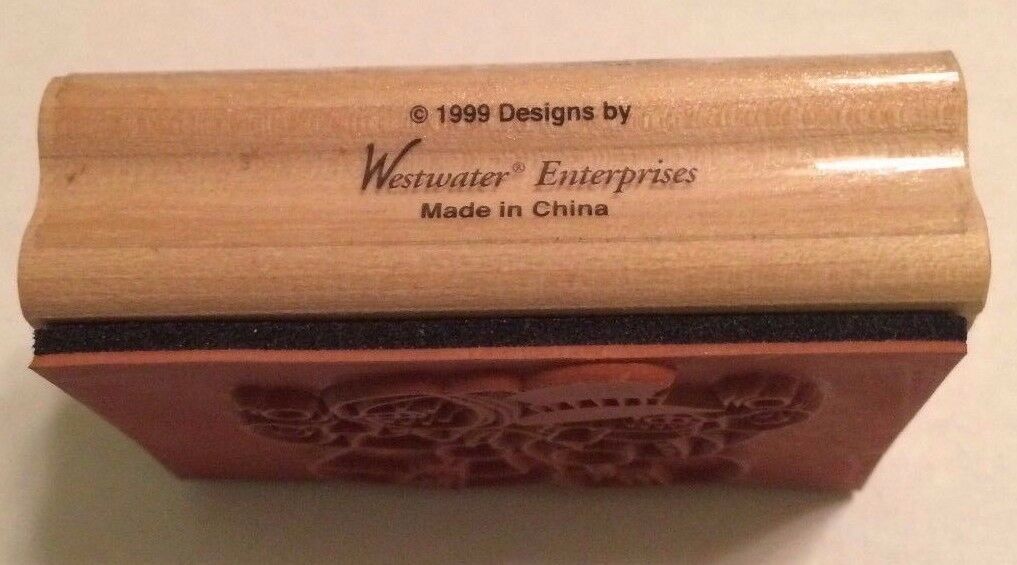 © 1999 Designs by
Westwater® Enterprises
Made in China